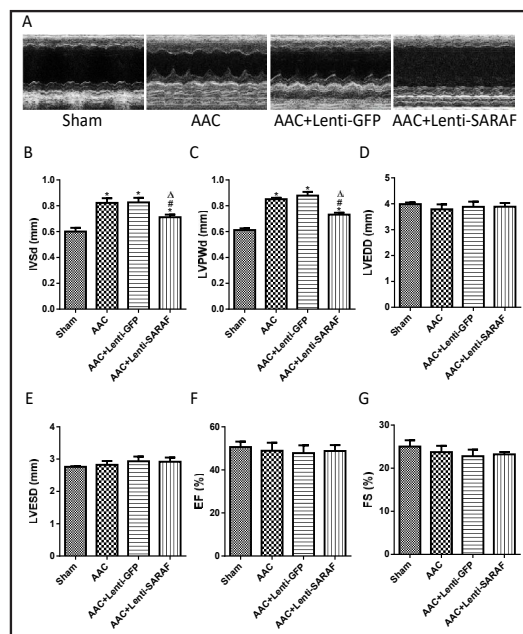 A
Sham AAC AAC+Lenti-GFP AAC+Lenti-SARAF
B
IVSd (mm)
1.0
0.8
0.6
0.4
0.2
0.0
*
*
Δ
#
*
Sham
AAC
AAC+Lenti-GFP
AAC+Lenti-SARAF
C
LVPWd (mm)
1.0
0.8
0.6
0.4
0.2
0.0
*
*
Δ
#
*
Sham
AAC
AAC+Lenti-GFP
AAC+Lenti-SARAF
D
LVEDD (mm)
6
4
2
0
Sham
AAC
AAC+Lenti-GFP
AAC+Lenti-SARAF
E
LVESD (mm)
3
2
1
0
Sham
AAC
AAC+Lenti-GFP
AAC+Lenti-SARAF
F
EF (%)
60
40
20
0
Sham
AAC
AAC+Lenti-GFP
AAC+Lenti-SARAF
G
FS (%)
30
20
10
0
Sham
AAC
AAC+Lenti-GFP
AAC+Lenti-SARAF